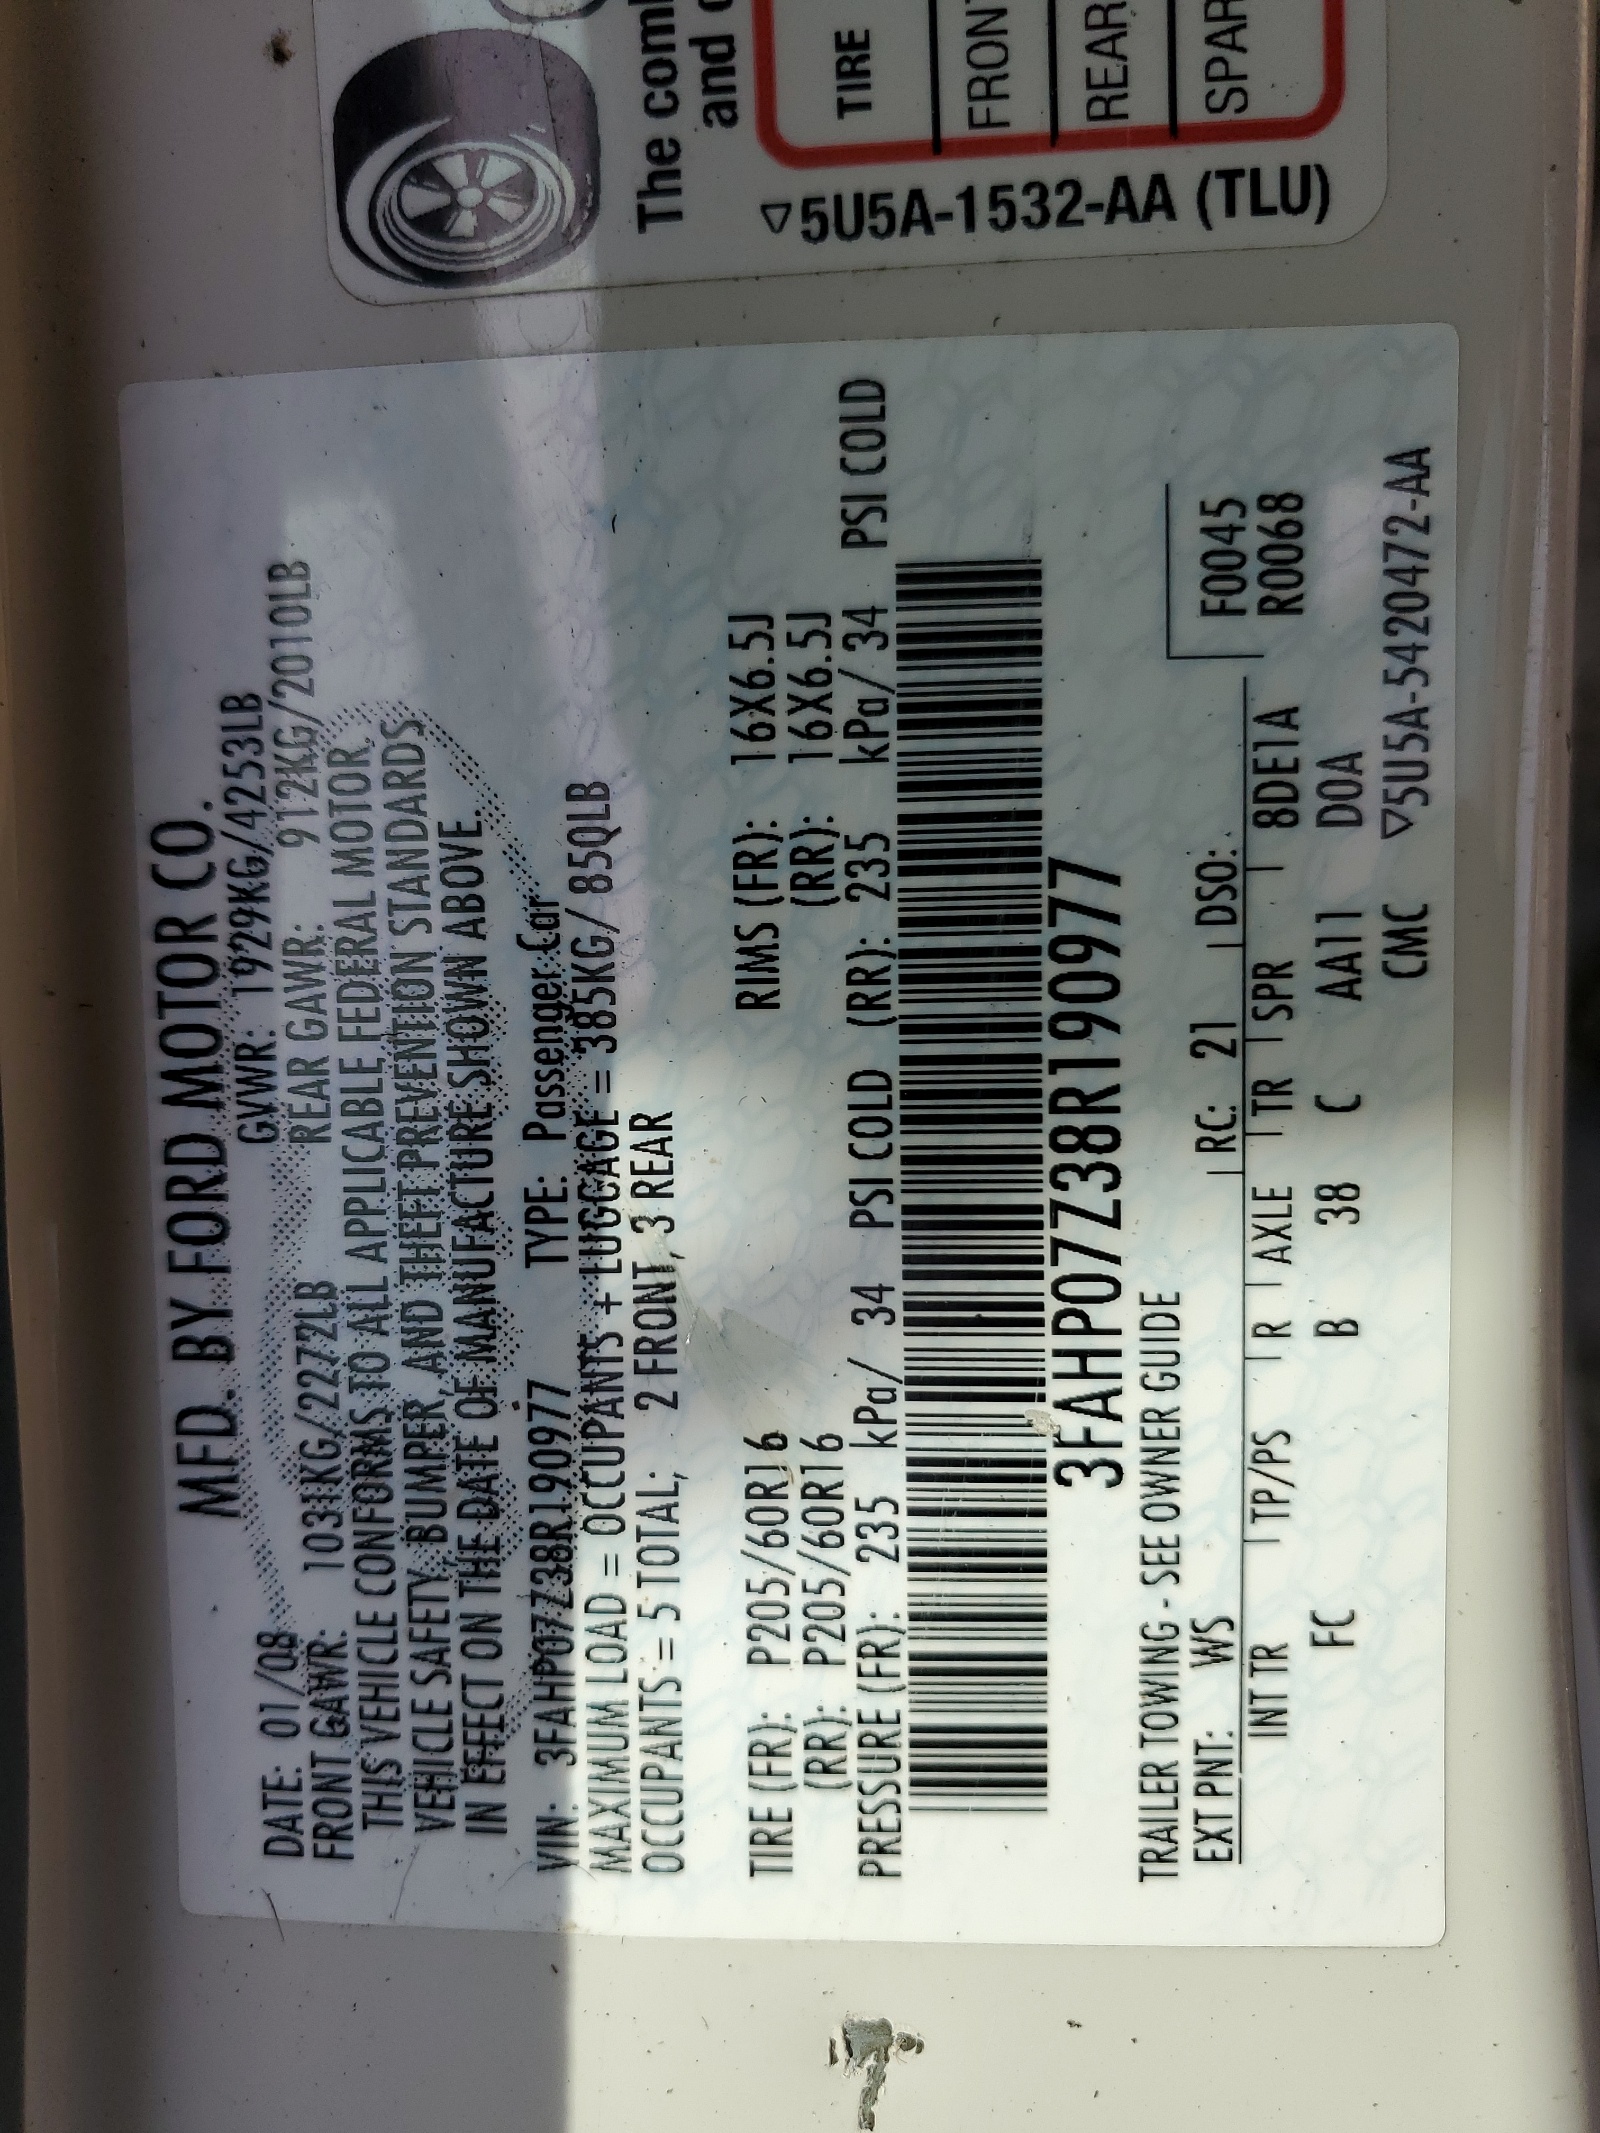 MFD. BY FORD MOTOR CO.
DATE: 01/08 GVWR: 1929KG/4253LB
FRONT GAWR: 1031KG/2272LB REAR GAWR: 912KG/2010LB
THIS VEHICLE CONFORMS TO ALL APPLICABLE FEDERAL MOTOR
VEHICLE SAFETY, BUMPER, AND THEFT PREVENTION STANDARDS
IN EFFECT ON THE DATE OF MANUFACTURE SHOWN ABOVE.
VIN: 3FAHP07Z38R190977 TYPE: Passenger Car
MAXIMUM LOAD = OCCUPANTS + LUGGAGE = 385KG/ 850LB
OCCUPANTS = 5 TOTAL; 2 FRONT, 3 REAR
TIRE (FR): P205/60R16 RIMS (FR): 16X6.5J
(RR): P205/60R16 (RR): 16X6.5J
PRESSURE (FR): 235 kPa/ 34 PSI COLD (RR): 235 kPa/ 34 PSI COLD
3FAHP07Z38R190977
TRAILER TOWING - SEE OWNER GUIDE
EXT PNT: WS RC: 21 DSO: F0045
R0068
INT TR TP/PS R AXLE TR SPR 8DE1A
FC B 38 C AA11 DOA
CMC ▽5U5A-5420472-AA
The com
and
TIRE
FRONT
REAR
SPAR
▽5U5A-1532-AA (TLU)